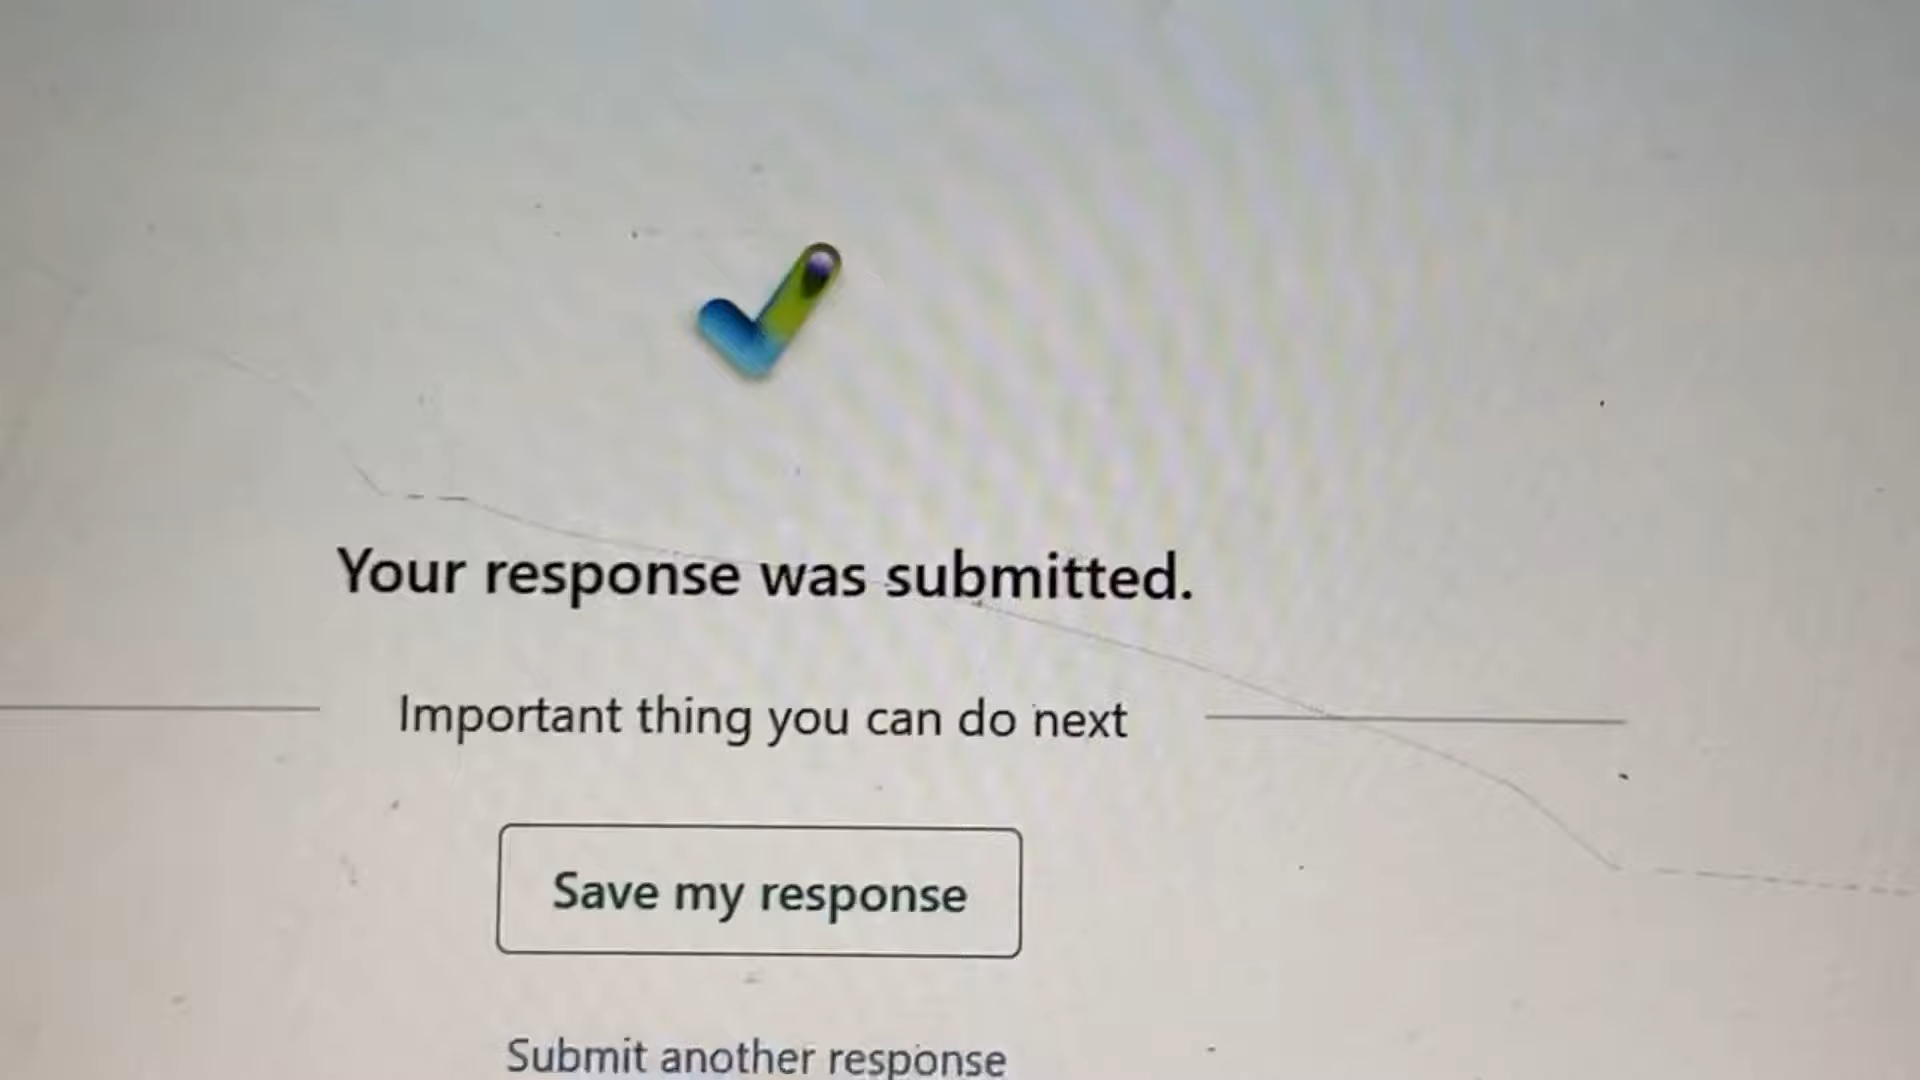 Your response was submitted.
Important thing you can do next
Save my response
Submit another response